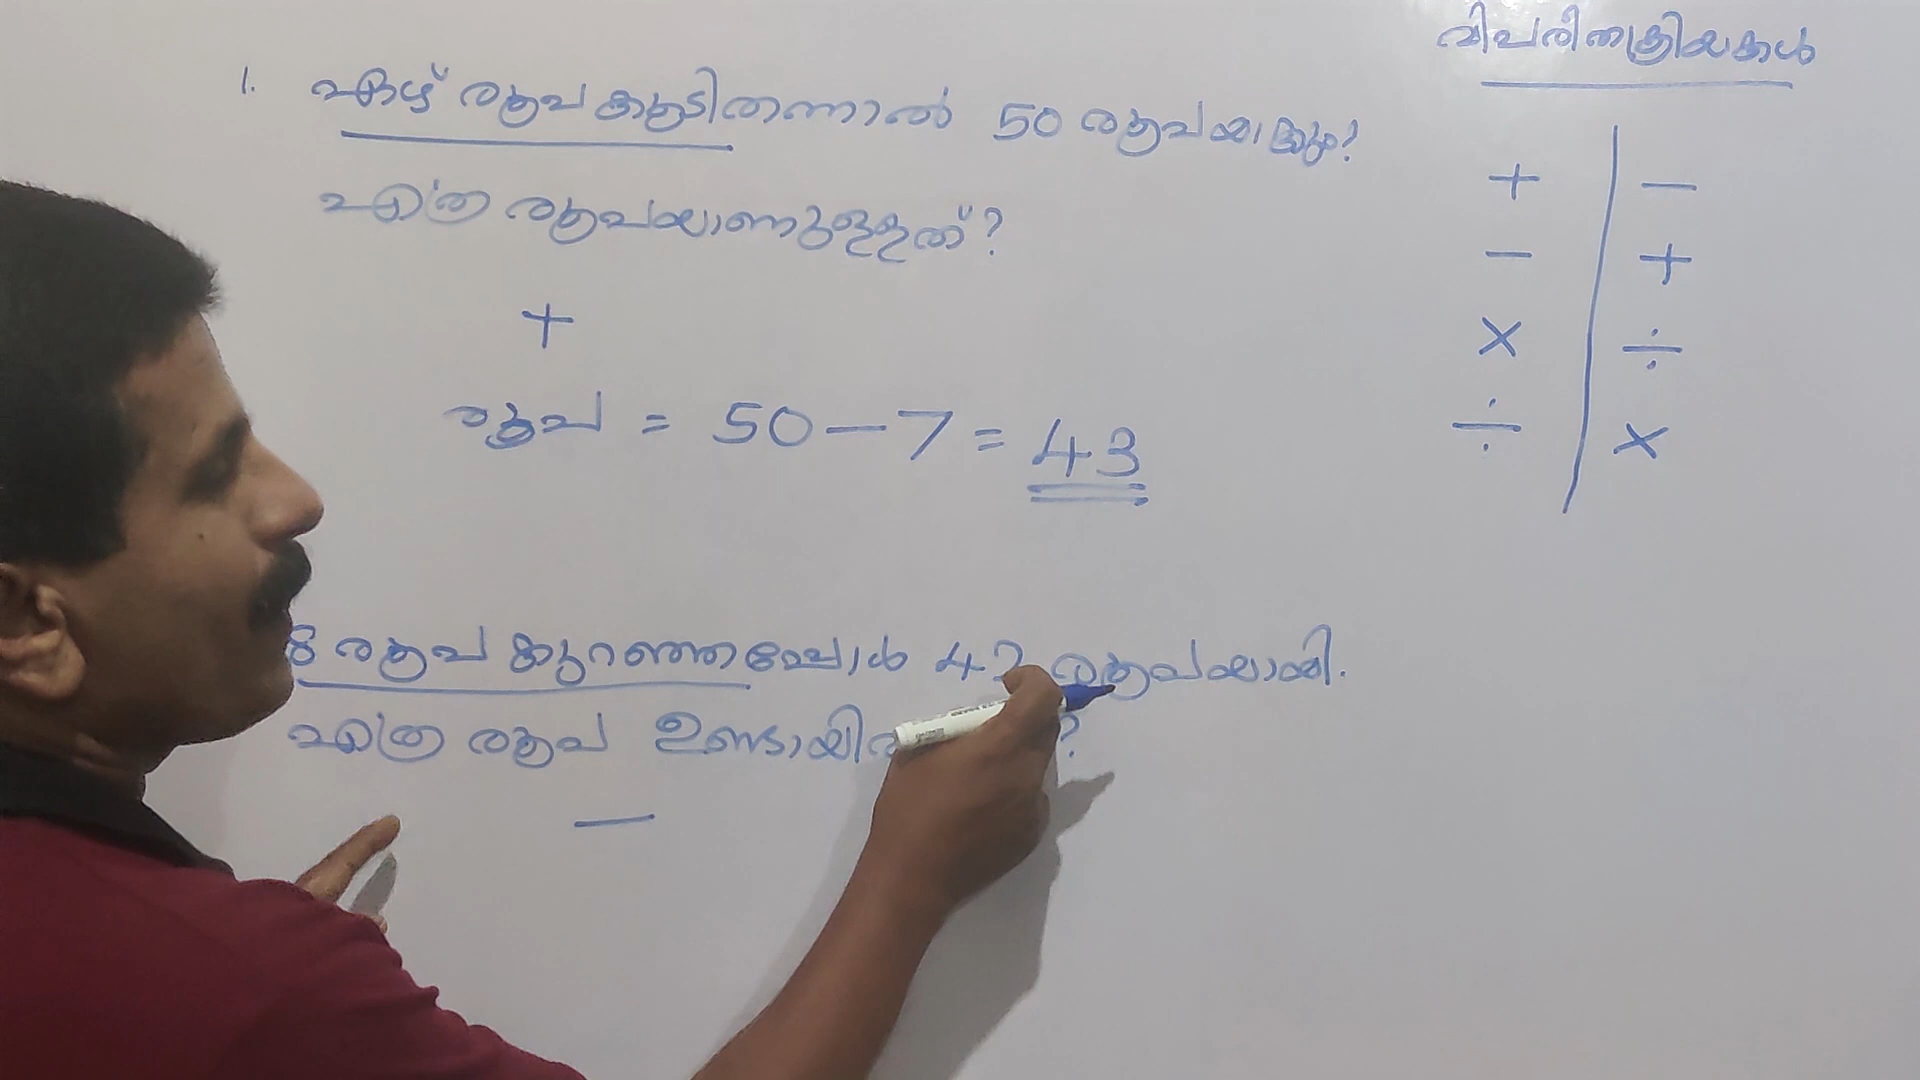 വിപരീതക്രിയകൾ
+ | −
− | +
× | ÷
÷ | ×
1. ഏഴ് രൂപ കൂടിതന്നാൽ 50 രൂപയാകും?
എത്ര രൂപയാണുള്ളത്?
+
രൂപ = 50 − 7 = 43
8 രൂപ കുറഞ്ഞപ്പോൾ 42 രൂപയായി.
എത്ര രൂപ ?
−